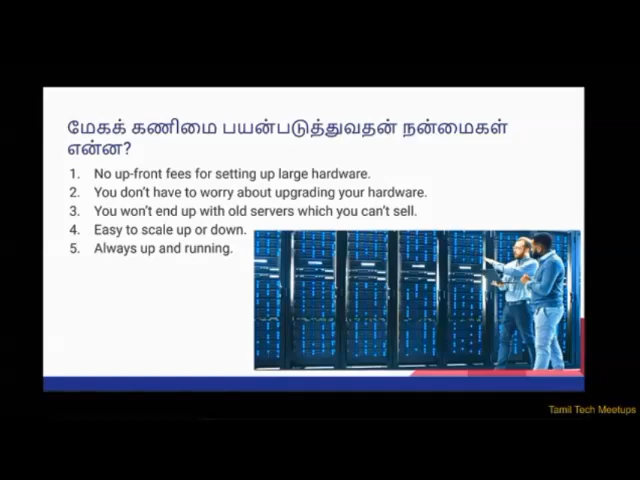 மேகக் கணிமை பயன்படுத்துவதன் நன்மைகள்
என்ன?
1. No up-front fees for setting up large hardware.
2. You don't have to worry about upgrading your hardware.
3. You won't end up with old servers which you can't sell.
4. Easy to scale up or down.
5. Always up and running.
Tamil Tech Meetups